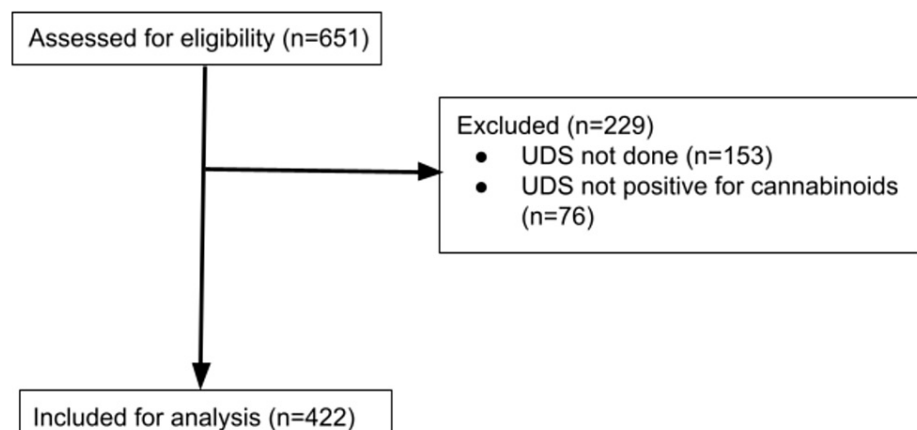 Assessed for eligibility (n=651)
Excluded (n=229)
● UDS not done (n=153)
● UDS not positive for cannabinoids
(n=76)
Included for analysis (n=422)